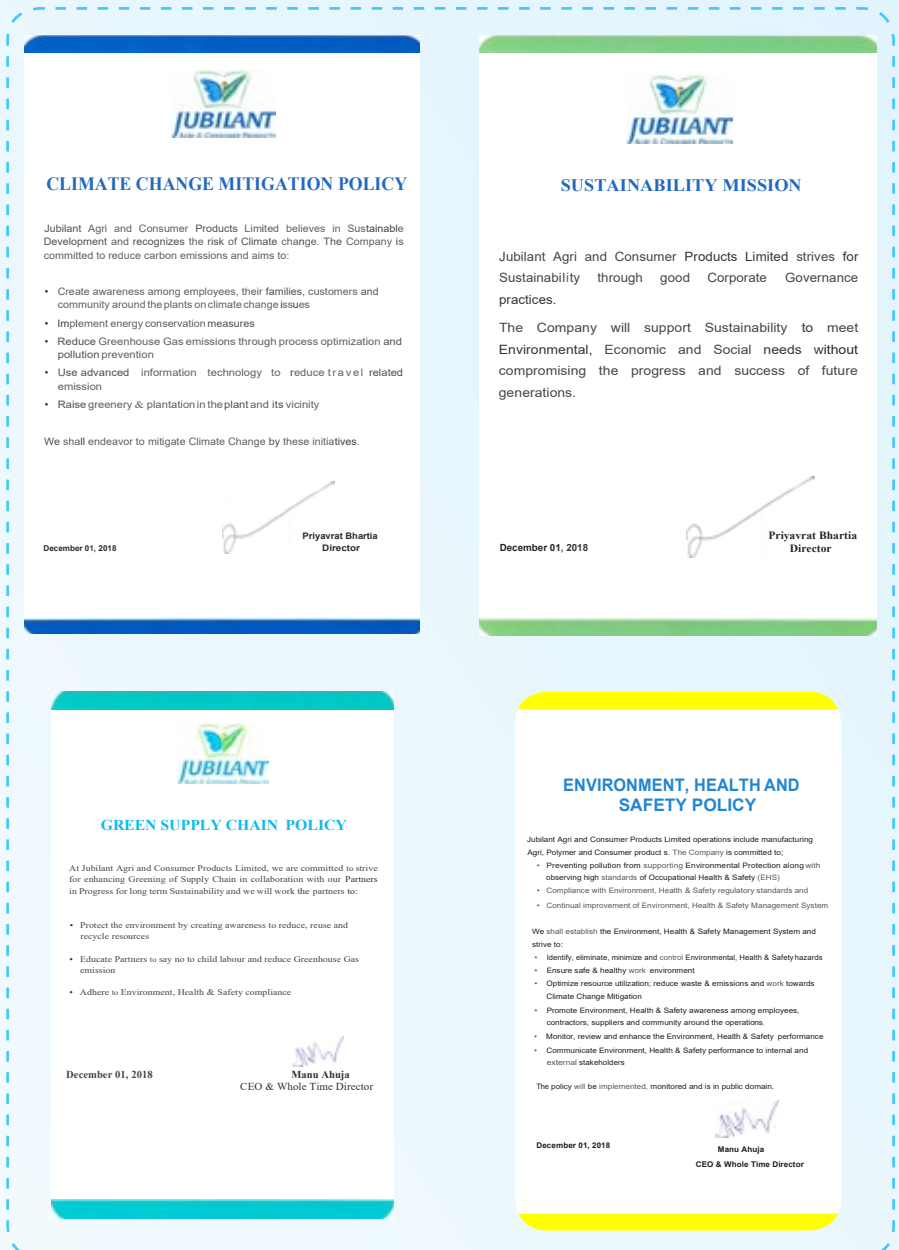 JUBILANT
AGRI & CONSUMER PRODUCTS
CLIMATE CHANGE MITIGATION POLICY
Jubilant Agri and Consumer Products Limited believes in Sustainable
Development and recognizes the risk of Climate change. The Company is
committed to reduce carbon emissions and aims to:
• Create awareness among employees, their families, customers and
community around the plants on climate change issues
• Implement energy conservation measures
• Reduce Greenhouse Gas emissions through process optimization and
pollution prevention
• Use advanced information technology to reduce travel related
emission
• Raise greenery & plantation in the plant and its vicinity
We shall endeavor to mitigate Climate Change by these initiatives.
Priyavrat Bhartia
December 01, 2018
Director
JUBILANT
AGRI & CONSUMER PRODUCTS
SUSTAINABILITY MISSION
Jubilant Agri and Consumer Products Limited strives for
Sustainability through good Corporate Governance
practices.
The Company will support Sustainability to meet
Environmental, Economic and Social needs without
compromising the progress and success of future
generations.
Priyavrat Bhartia
December 01, 2018
Director
JUBILANT
AGRI & CONSUMER PRODUCTS
GREEN SUPPLY CHAIN POLICY
At Jubilant Agri and Consumer Products Limited, we are committed to strive
for enhancing Greening of Supply Chain in collaboration with our Partners
in Progress for long term Sustainability and we will work the partners to:
• Protect the environment by creating awareness to reduce, reuse and
recycle resources
• Educate Partners to say no to child labour and reduce Greenhouse Gas
emission
• Adhere to Environment, Health & Safety compliance
December 01, 2018
Manu Ahuja
CEO & Whole Time Director
ENVIRONMENT, HEALTH AND
SAFETY POLICY
Jubilant Agri and Consumer Products Limited operations include manufacturing
Agri, Polymer and Consumer product s. The Company is committed to;
• Preventing pollution from supporting Environmental Protection along with
observing high standards of Occupational Health & Safety (EHS)
• Compliance with Environment, Health & Safety regulatory standards and
• Continual improvement of Environment, Health & Safety Management System
We shall establish the Environment, Health & Safety Management System and
strive to:
• Identify, eliminate, minimize and control Environmental, Health & Safety hazards
• Ensure safe & healthy work environment
• Optimize resource utilization; reduce waste & emissions and work towards
Climate Change Mitigation
• Promote Environment, Health & Safety awareness among employees,
contractors, suppliers and community around the operations.
• Monitor, review and enhance the Environment, Health & Safety performance
• Communicate Environment, Health & Safety performance to internal and
external stakeholders
The policy will be implemented, monitored and is in public domain.
December 01, 2018
Manu Ahuja
CEO & Whole Time Director